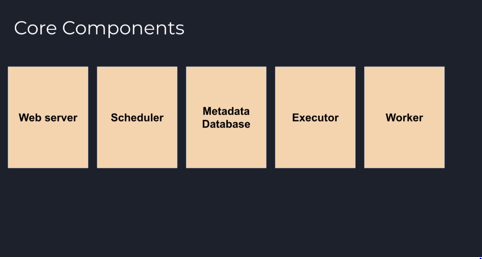 Core Components
Web server
Scheduler
Metadata
Database
Executor
Worker